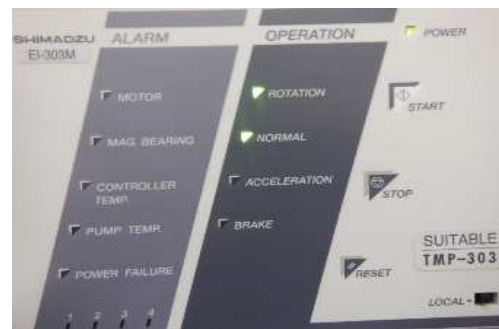 SHIMADZU
EI-303M
ALARM
OPERATION
POWER
MOTOR
ROTATION
START
MAG. BEARING
NORMAL
CONTROLLER
TEMP.
ACCELERATION
STOP
PUMP TEMP.
BRAKE
POWER FAILURE
RESET
SUITABLE
TMP-303
LOCAL
1 2 3 4